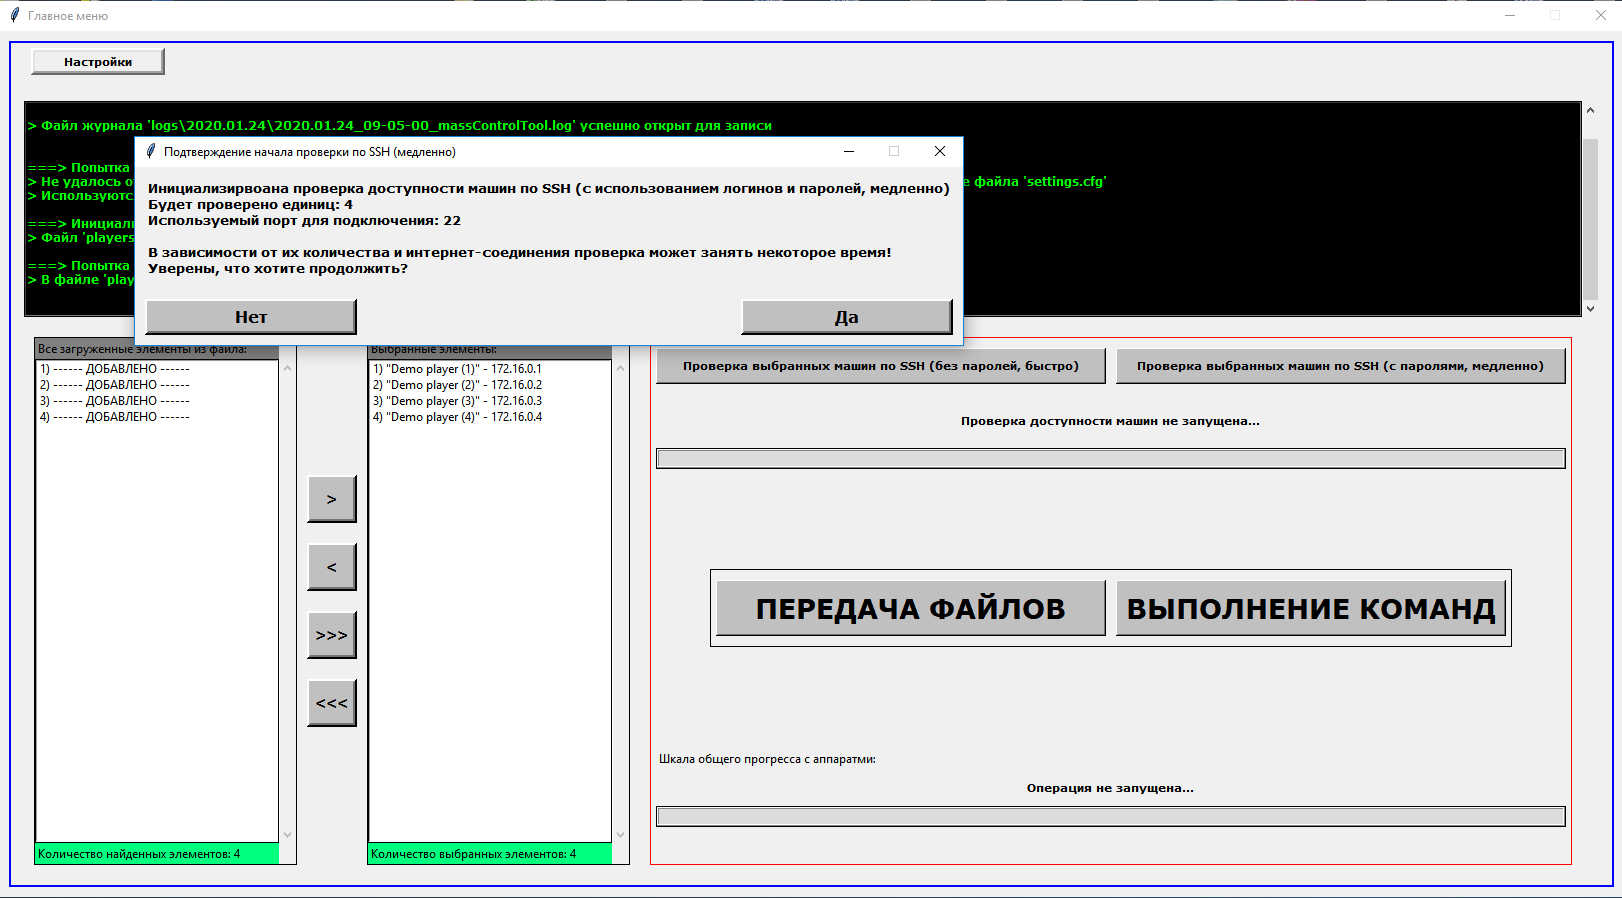 Главное меню
Настройки
> Файл журнала 'logs\2020.01.24\2020.01.24_09-05-00_massControlTool.log' успешно открыт для записи
===> Попытка
> Не удалось
е файла 'settings.cfg'
> Используютс
===> Инициали
> Файл 'players
===> Попытка
> В файле 'play
Подтверждение начала проверки по SSH (медленно)
Инициализирвоана проверка доступности машин по SSH (с использованием логинов и паролей, медленно)
Будет проверено единиц: 4
Используемый порт для подключения: 22
В зависимости от их количества и интернет-соединения проверка может занять некоторое время!
Уверены, что хотите продолжить?
Нет
Да
Все загруженные элементы из файла:
1) ------ ДОБАВЛЕНО ------
2) ------ ДОБАВЛЕНО ------
3) ------ ДОБАВЛЕНО ------
4) ------ ДОБАВЛЕНО ------
Количество найденных элементов: 4
>
<
>>>
<<<
Выбранные элементы:
1) "Demo player (1)" - 172.16.0.1
2) "Demo player (2)" - 172.16.0.2
3) "Demo player (3)" - 172.16.0.3
4) "Demo player (4)" - 172.16.0.4
Количество выбранных элементов: 4
Проверка выбранных машин по SSH (без паролей, быстро)
Проверка выбранных машин по SSH (с паролями, медленно)
Проверка доступности машин не запущена...
ПЕРЕДАЧА ФАЙЛОВ
ВЫПОЛНЕНИЕ КОМАНД
Шкала общего прогресса с аппаратми:
Операция не запущена...